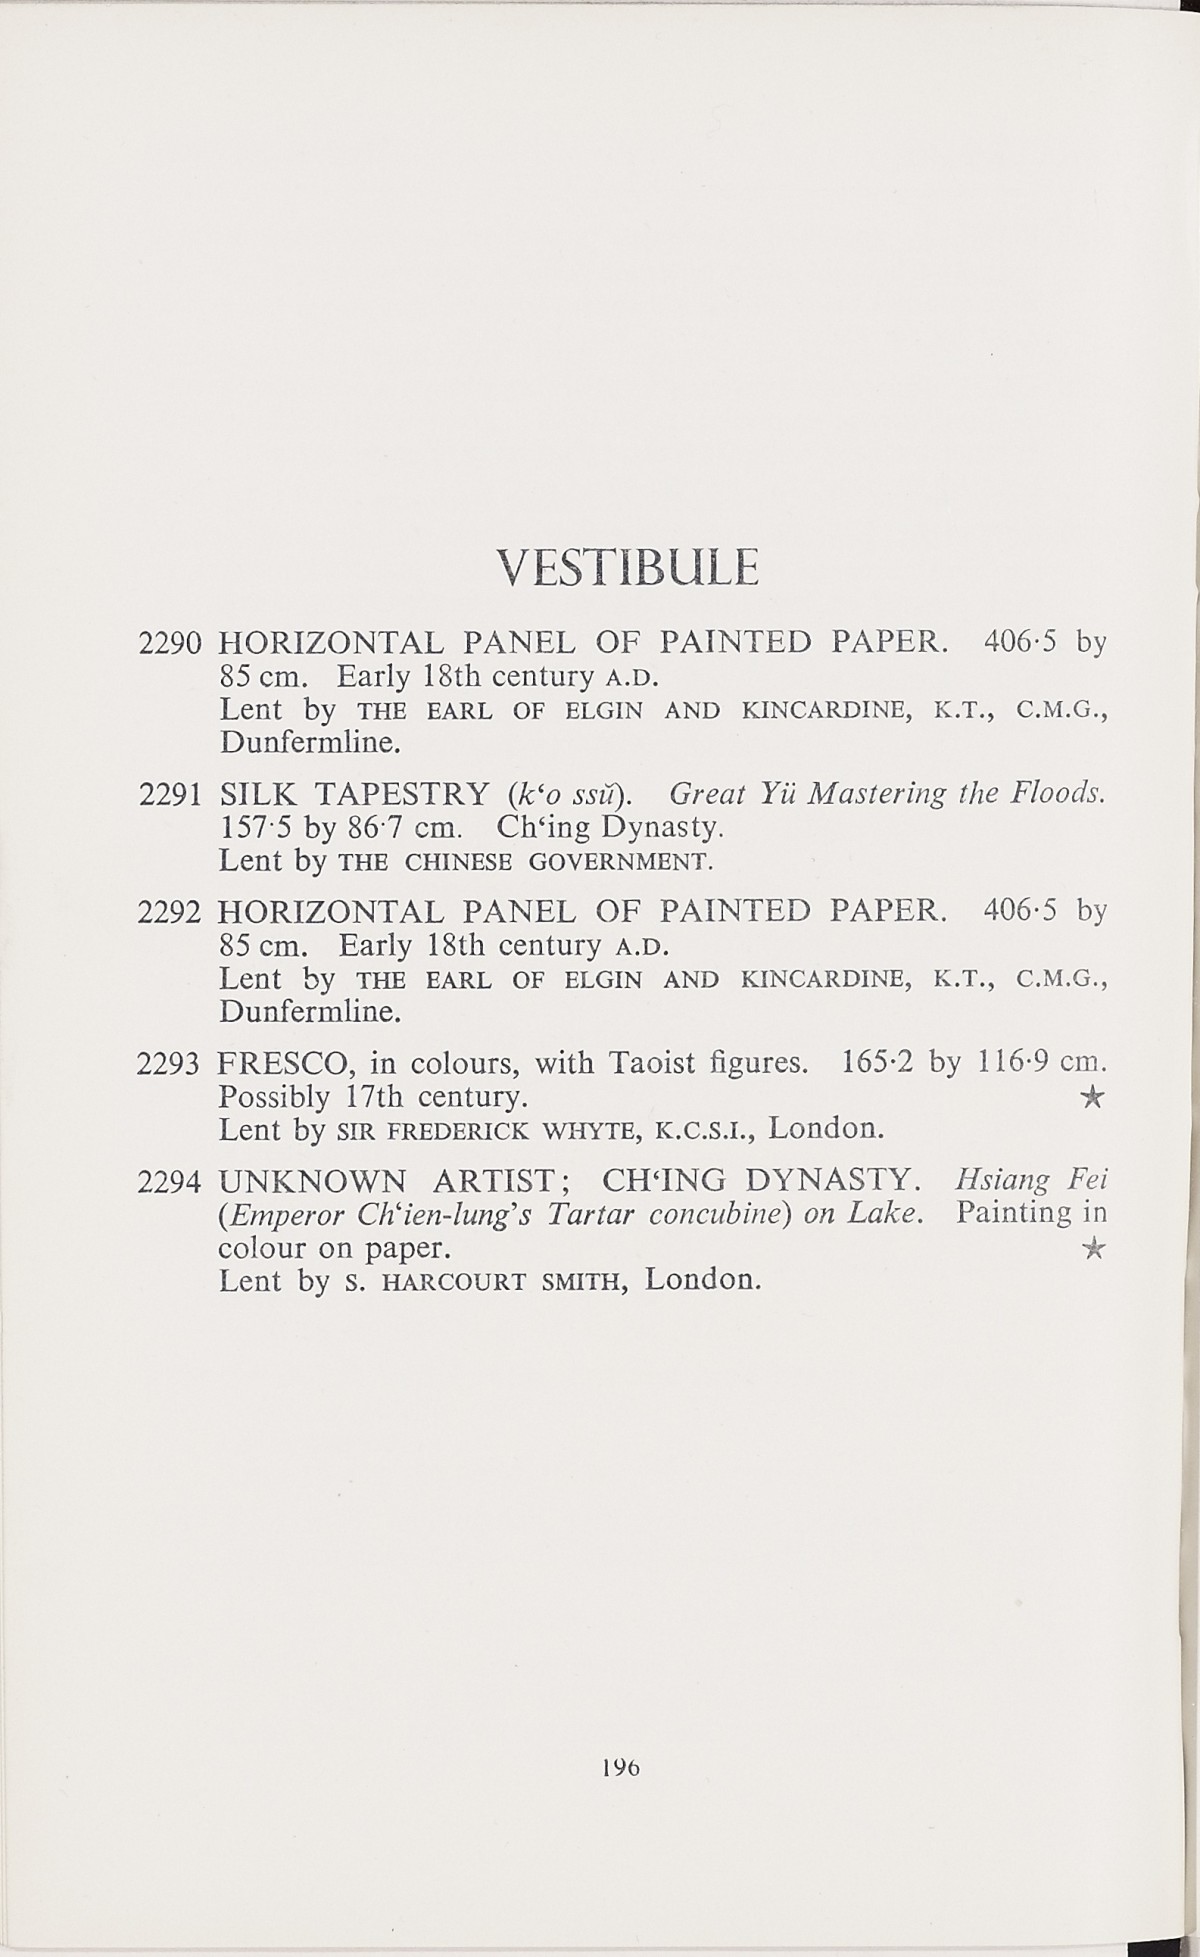 VESTIBULE
2290 HORIZONTAL PANEL OF PAINTED PAPER. 406·5 by
85 cm. Early 18th century A.D.
Lent by THE EARL OF ELGIN AND KINCARDINE, K.T., C.M.G.,
Dunfermline.
2291 SILK TAPESTRY (k‘o ssŭ). Great Yü Mastering the Floods.
157·5 by 86·7 cm. Ch‘ing Dynasty.
Lent by THE CHINESE GOVERNMENT.
2292 HORIZONTAL PANEL OF PAINTED PAPER. 406·5 by
85 cm. Early 18th century A.D.
Lent by THE EARL OF ELGIN AND KINCARDINE, K.T., C.M.G.,
Dunfermline.
2293 FRESCO, in colours, with Taoist figures. 165·2 by 116·9 cm.
Possibly 17th century. ★
Lent by SIR FREDERICK WHYTE, K.C.S.I., London.
2294 UNKNOWN ARTIST; CH‘ING DYNASTY. Hsiang Fei
(Emperor Ch‘ien-lung’s Tartar concubine) on Lake. Painting in
colour on paper. ★
Lent by S. HARCOURT SMITH, London.
196